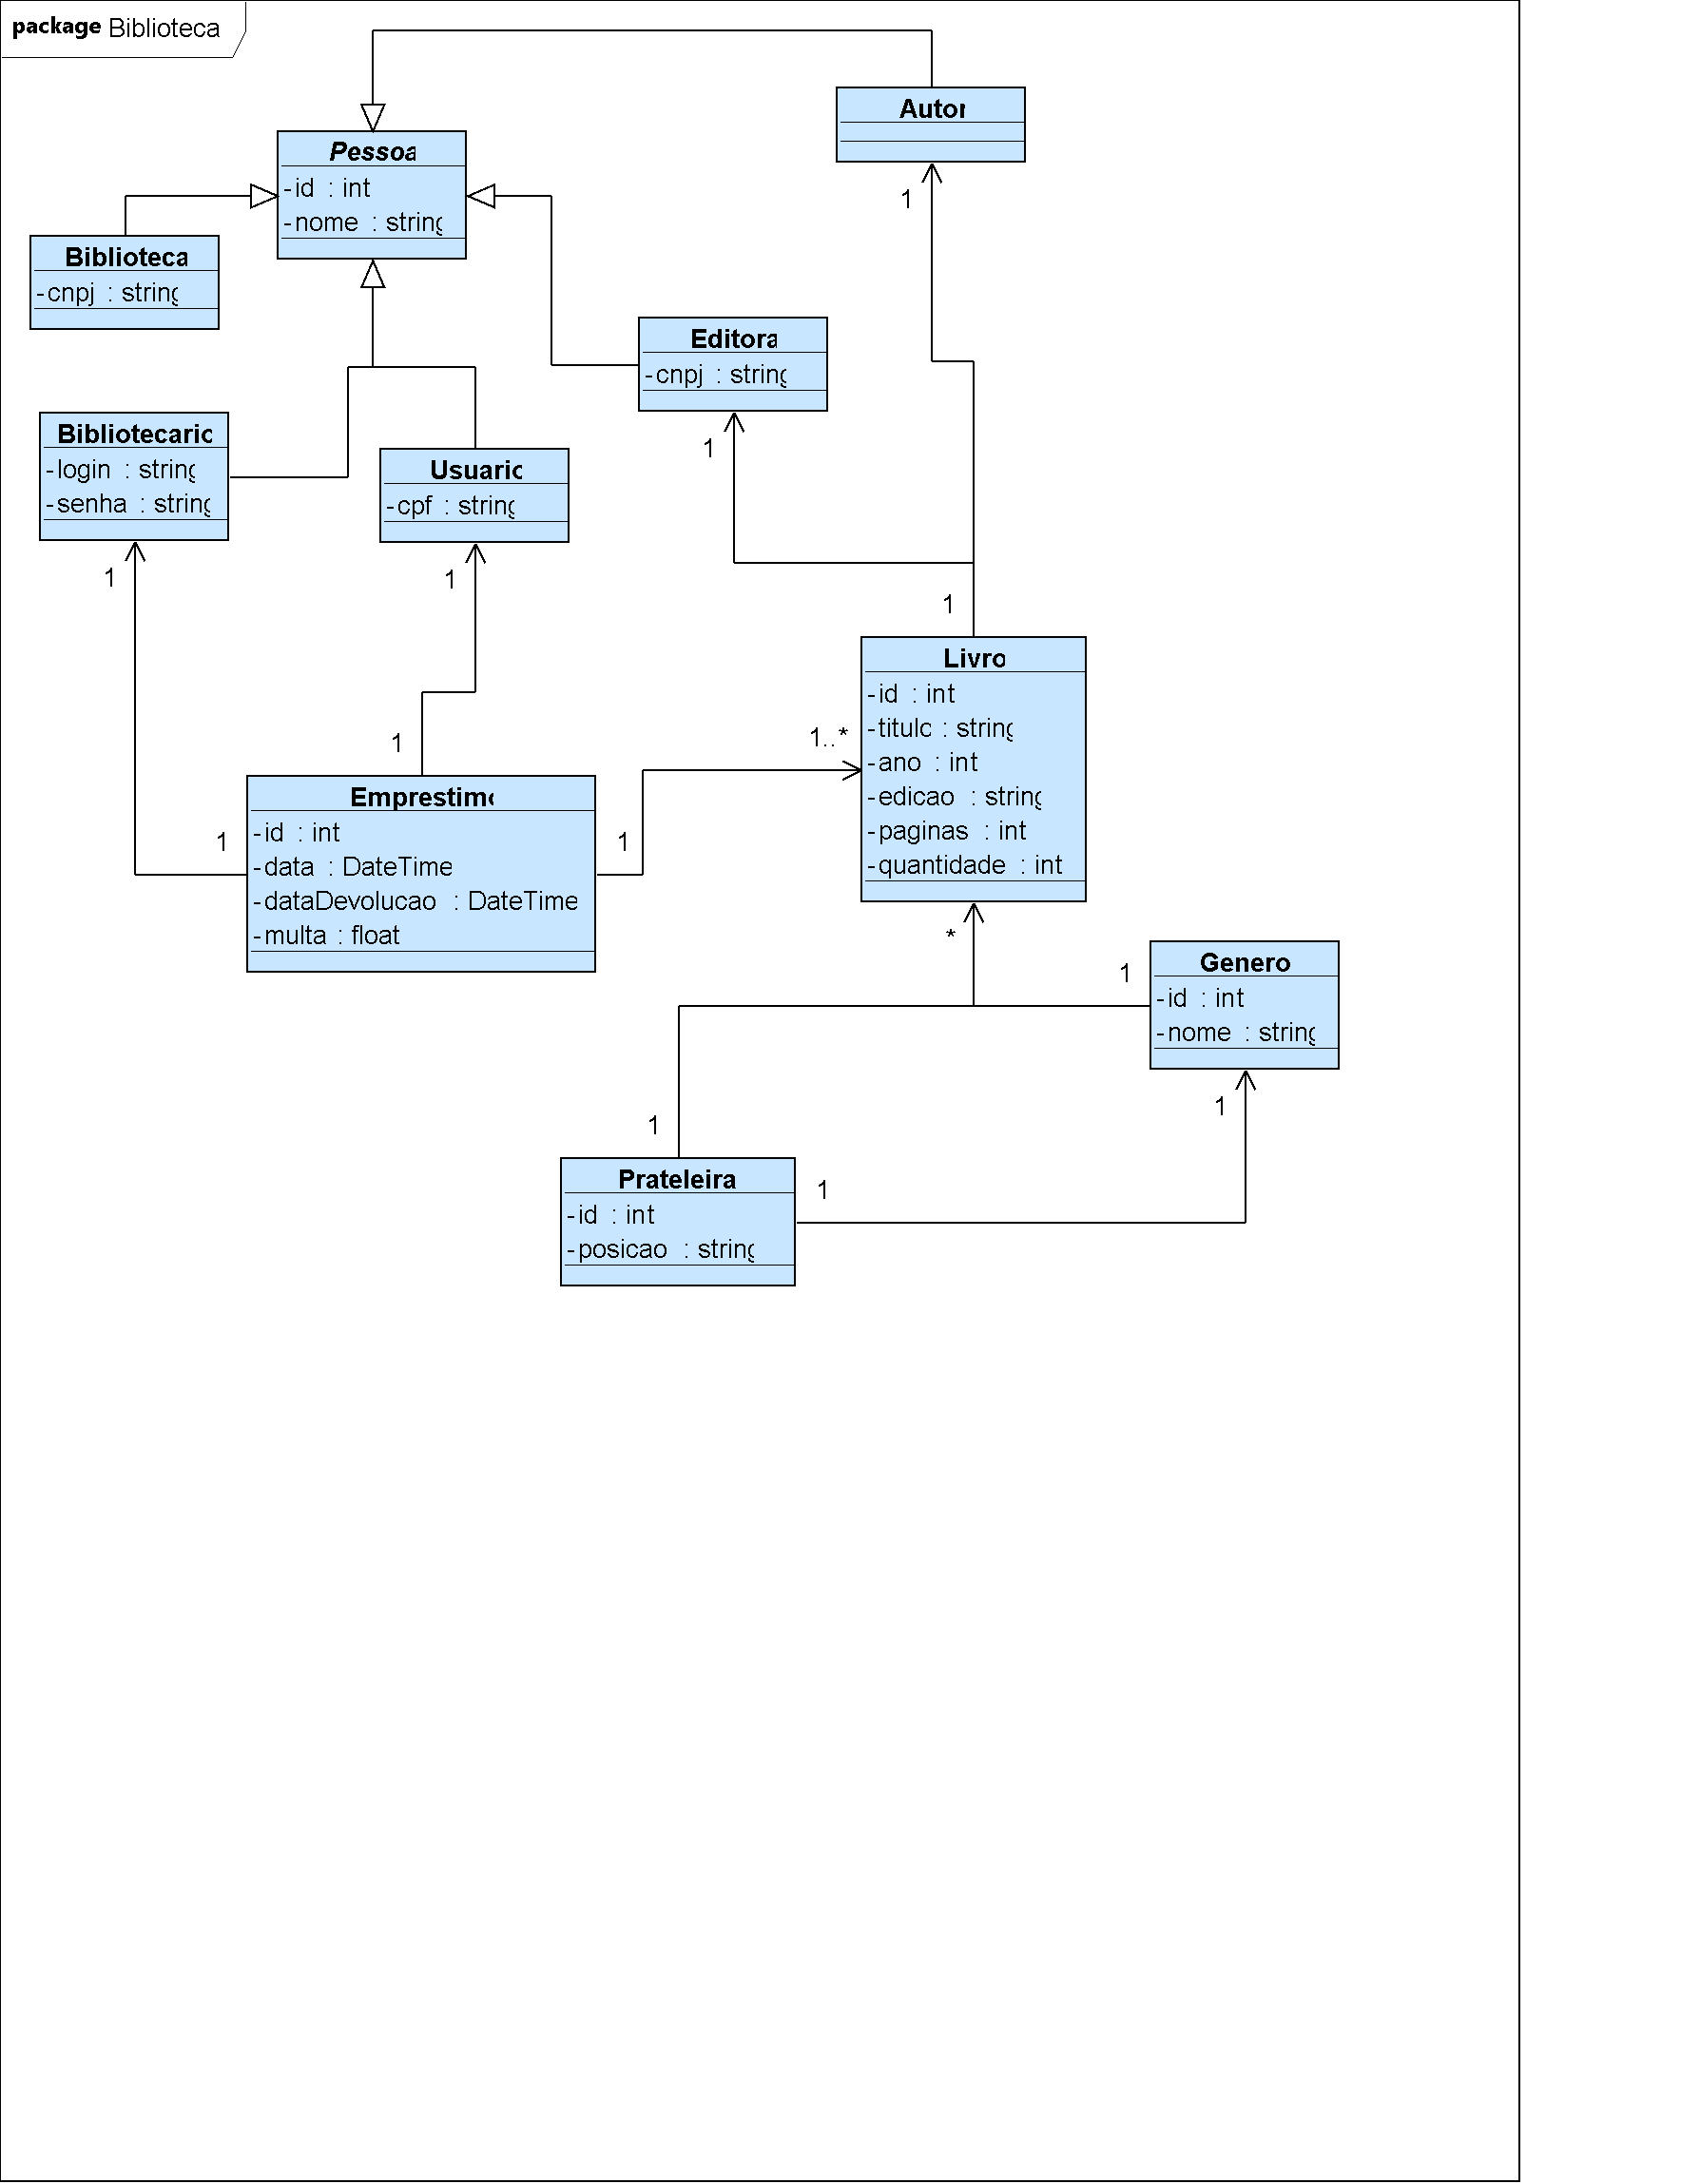 package Biblioteca
Autor
1
Pessoa
-id : int
-nome : string
Biblioteca
-cnpj : string
Editora
-cnpj : string
1
Bibliotecario
-login : string
-senha : string
1
Usuario
-cpf : string
1
1
Livro
-id : int
-titulo : string
-ano : int
-edicao : string
-paginas : int
-quantidade : int
1..*
1
Emprestimo
-id : int
-data : DateTime
-dataDevolucao : DateTime
-multa : float
1
1
*
1
Genero
-id : int
-nome : string
1
1
Prateleira
-id : int
-posicao : string
1